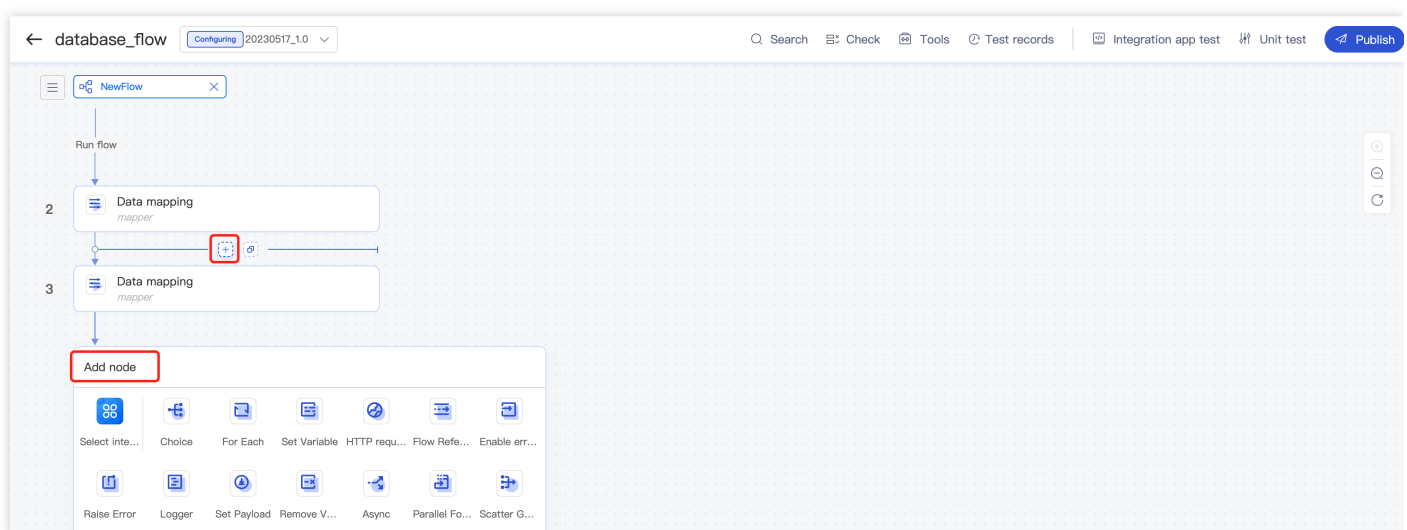 database_flow Configuring 20230517_1.0 Search Check Tools Test records Integration app test Unit test Publish
NewFlow
Run flow
2 Data mapping
mapper
3 Data mapping
mapper
Add node
Select inte... Choice For Each Set Variable HTTP requ... Flow Refe... Enable err...
Raise Error Logger Set Payload Remove V... Async Parallel Fo... Scatter G...